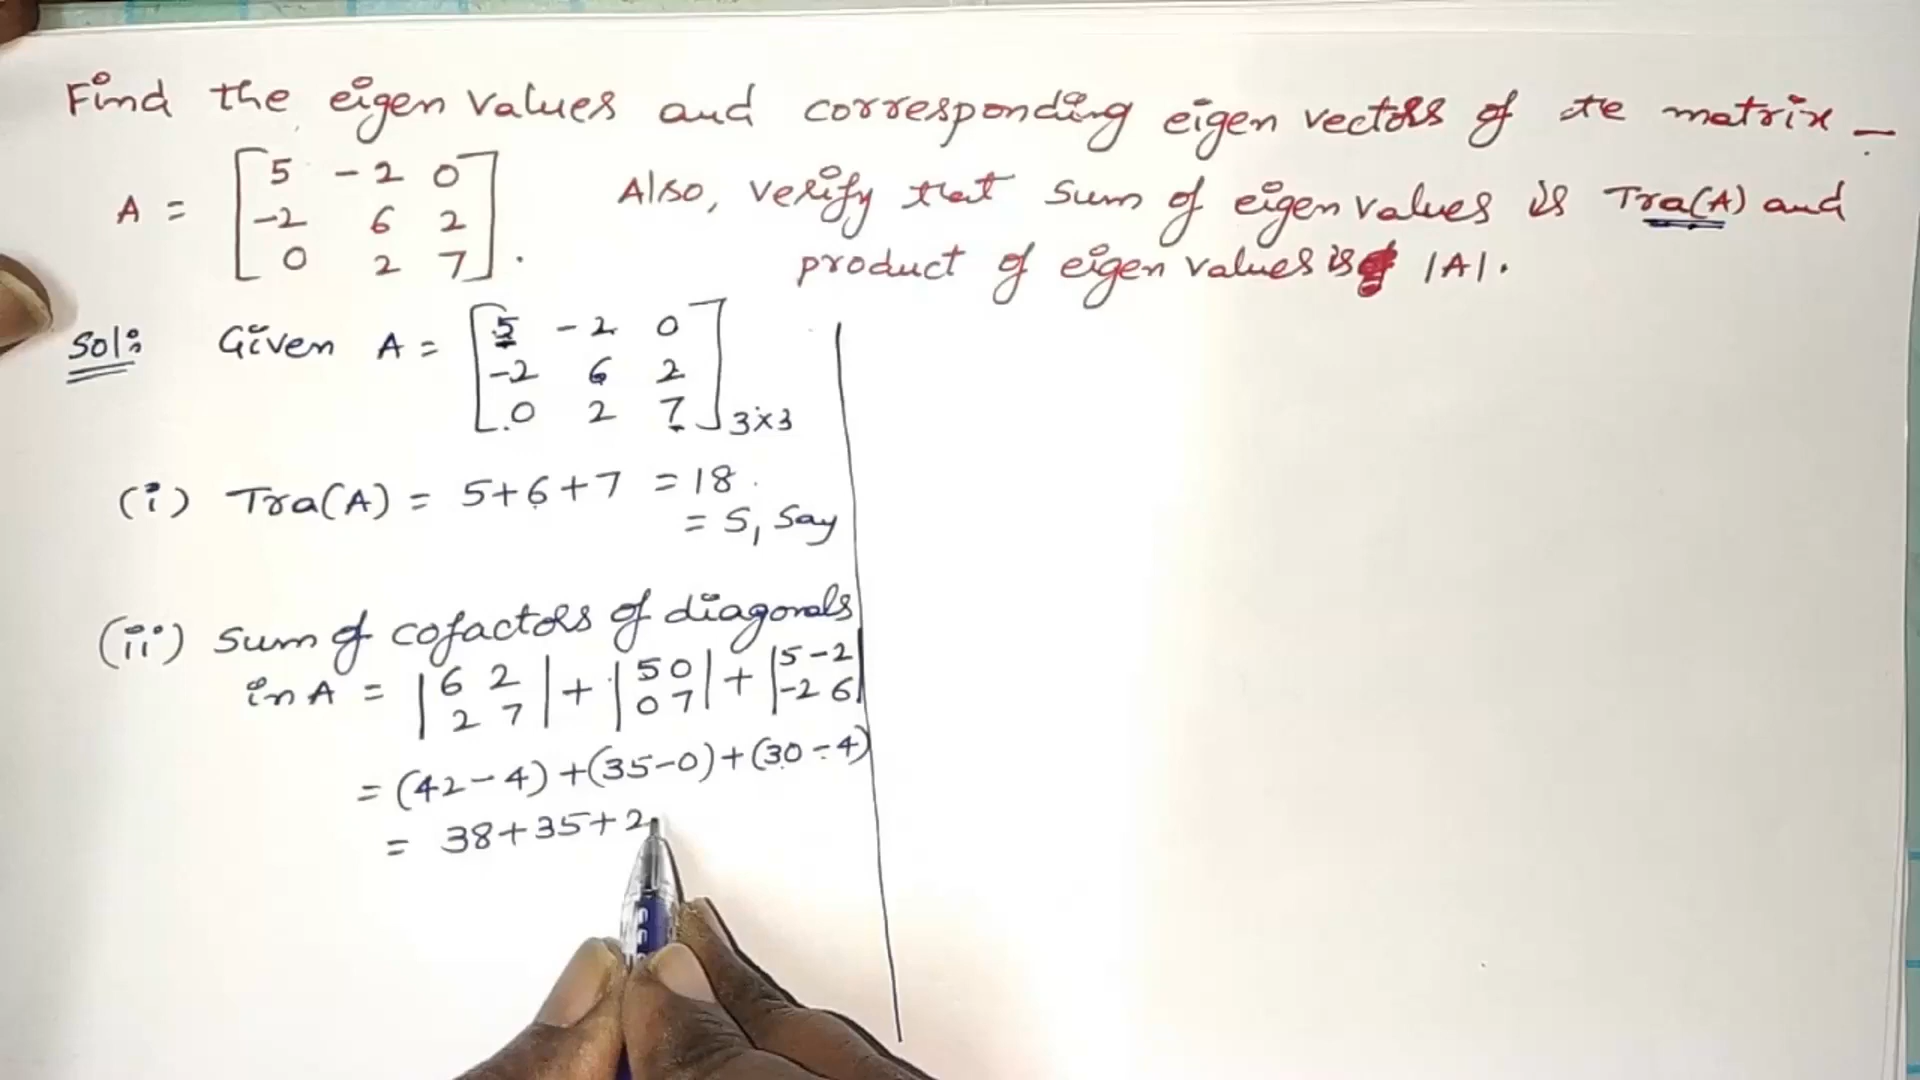 Find the eigen values and corresponding eigen vectors of the matrix -
A = [5 -2 0
-2 6 2
0 2 7].
Also, verify that sum of eigen values is Tra(A) and
product of eigen values is |A|.
Sol: Given A = [5 -2 0
-2 6 2
0 2 7] 3×3
(i) Tra(A) = 5+6+7 = 18.
= S, Say
(ii) Sum of cofactors of diagonals
in A = |6 2
2 7| + |5 0
0 7| + |5 -2
-2 6|
= (42-4)+(35-0)+(30-4)
= 38+35+2